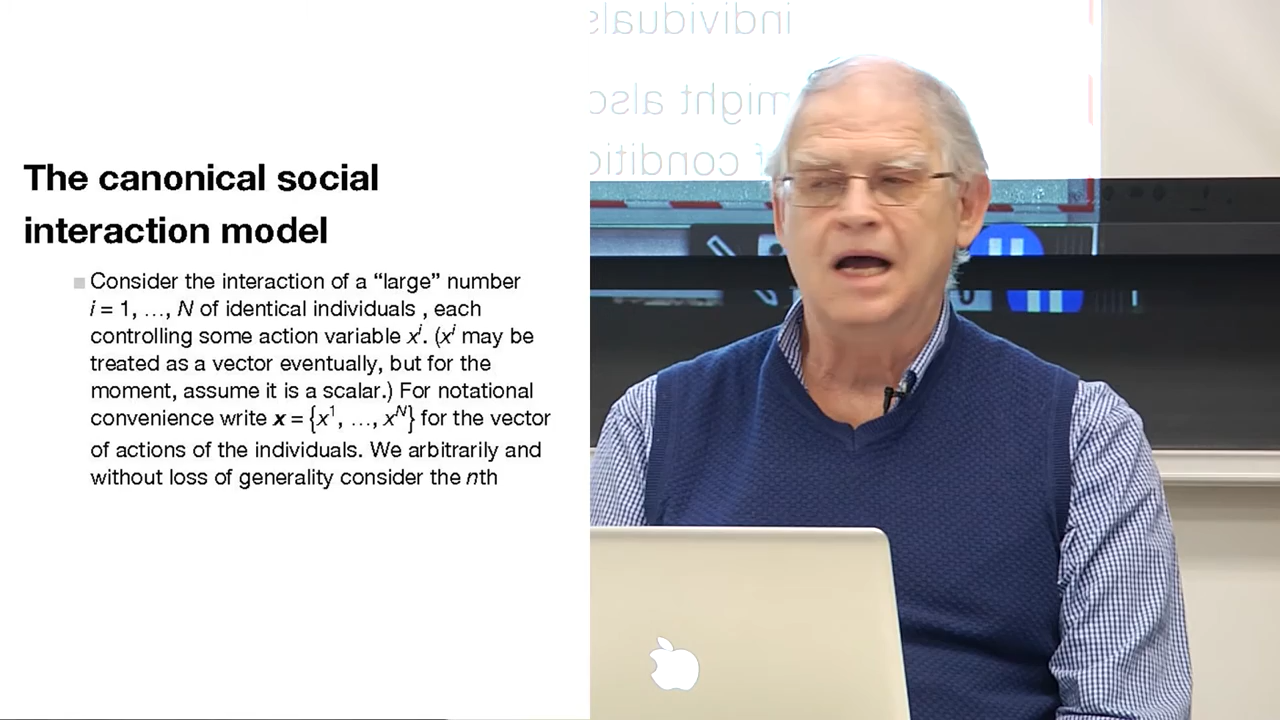 The canonical social
interaction model
Consider the interaction of a “large” number
i = 1, …, N of identical individuals , each
controlling some action variable xⁱ. (xⁱ may be
treated as a vector eventually, but for the
moment, assume it is a scalar.) For notational
convenience write x = {x¹, …, xᴺ} for the vector
of actions of the individuals. We arbitrarily and
without loss of generality consider the nth
individuals
might also
f conditio